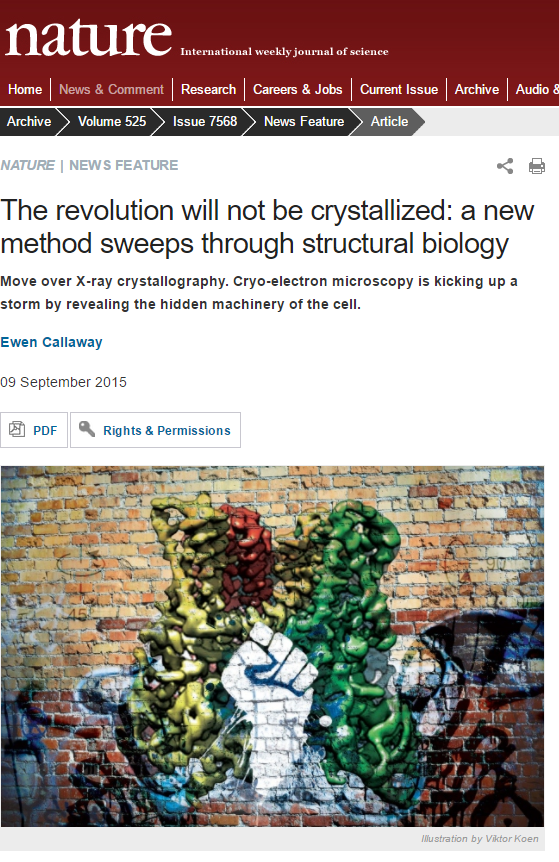 nature International weekly journal of science
Home News & Comment Research Careers & Jobs Current Issue Archive Audio &
Archive Volume 525 Issue 7568 News Feature Article
NATURE | NEWS FEATURE
The revolution will not be crystallized: a new
method sweeps through structural biology
Move over X-ray crystallography. Cryo-electron microscopy is kicking up a
storm by revealing the hidden machinery of the cell.
Ewen Callaway
09 September 2015
PDF Rights & Permissions
Illustration by Viktor Koen